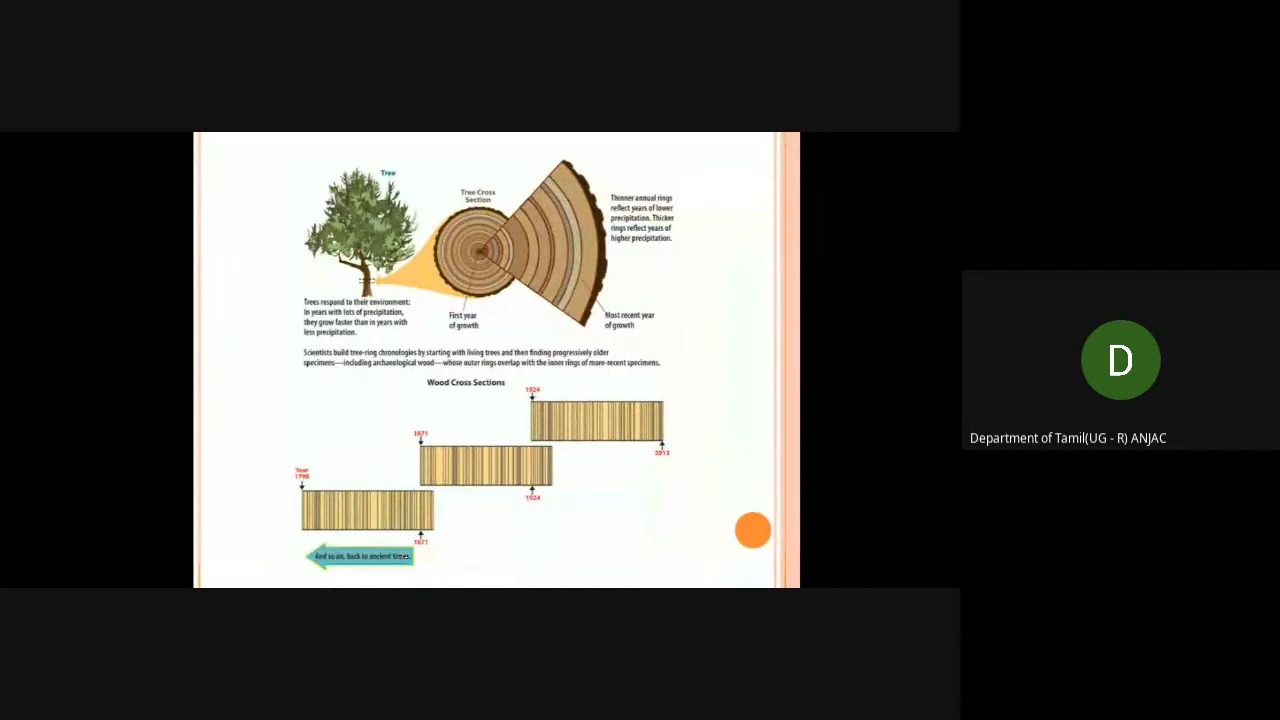 Tree
Tree Cross
Section
Thinner annual rings
reflect years of lower
precipitation. Thicker
rings reflect years of
higher precipitation.
Trees respond to their environment:
In years with lots of precipitation,
they grow faster than in years with
less precipitation.
First year
of growth
Most recent year
of growth
Scientists build tree-ring chronologies by starting with living trees and then finding progressively older
specimens—including archaeological wood—whose outer rings overlap with the inner rings of more-recent specimens.
Wood Cross Sections
1924
2013
1871
1924
Year
1871
And so on, back to ancient times.
D
Department of Tamil(UG - R) ANJAC